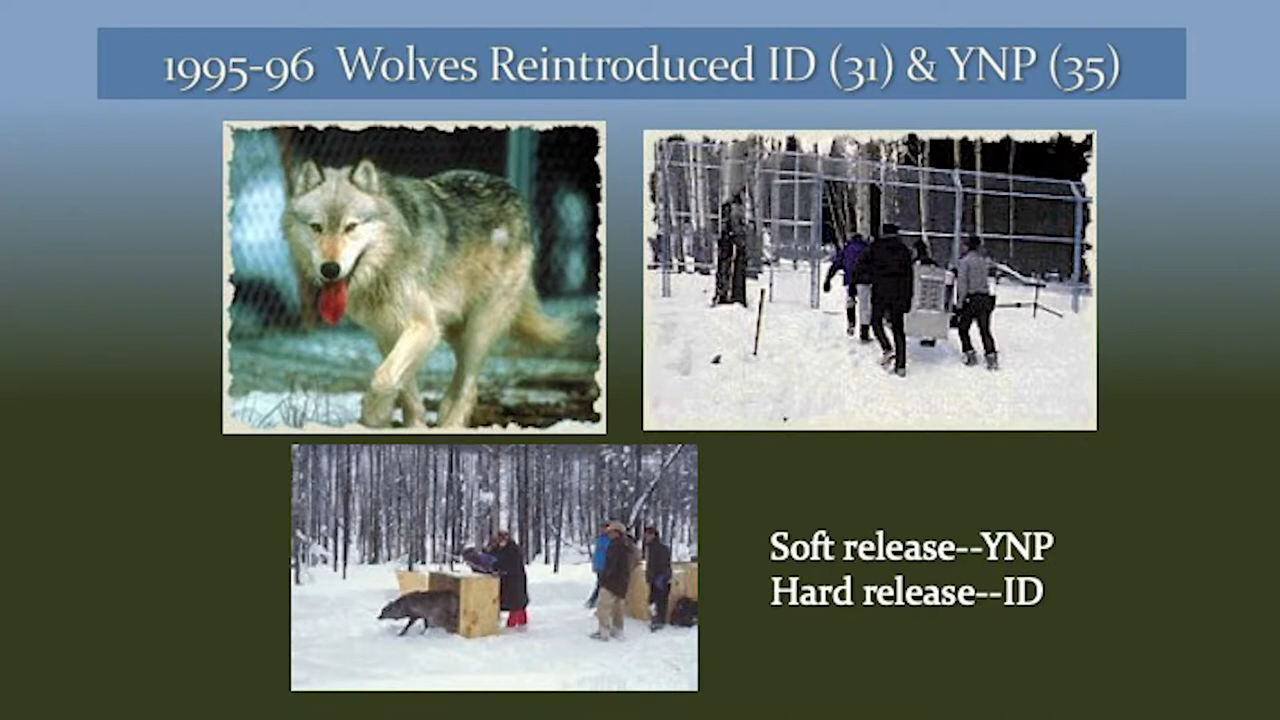 1995-96 Wolves Reintroduced ID (31) & YNP (35)
Soft release--YNP
Hard release--ID